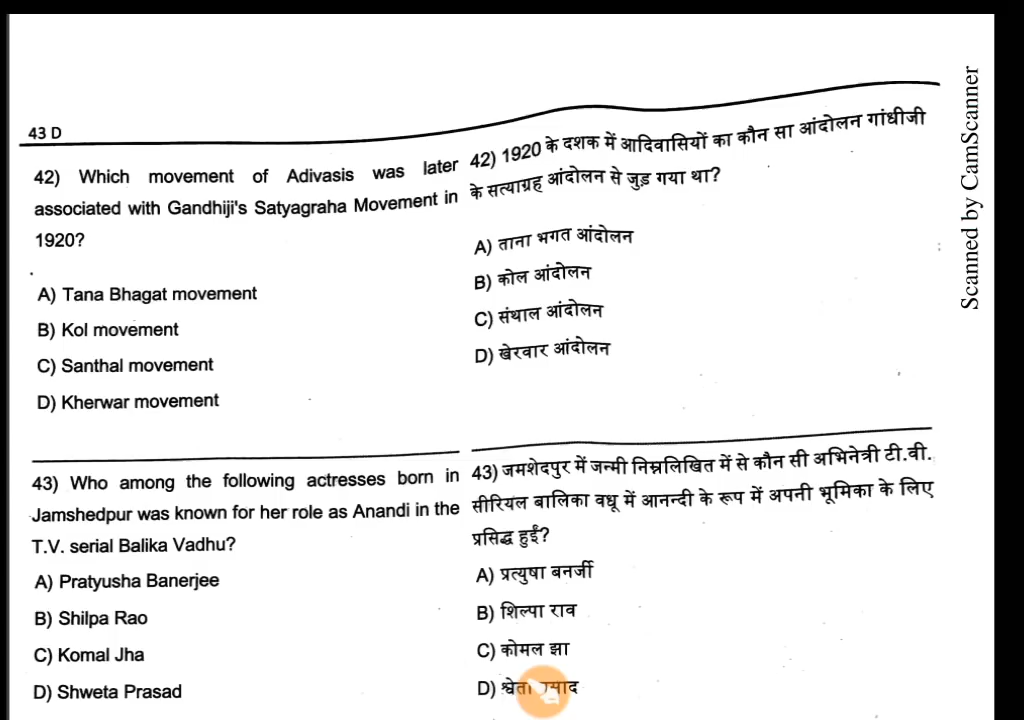 43 D
42) Which movement of Adivasis was later
associated with Gandhiji's Satyagraha Movement in
1920?
A) Tana Bhagat movement
B) Kol movement
C) Santhal movement
D) Kherwar movement
42) 1920 के दशक में आदिवासियों का कौन सा आंदोलन गांधीजी
के सत्याग्रह आंदोलन से जुड़ गया था?
A) ताना भगत आंदोलन
B) कोल आंदोलन
C) संथाल आंदोलन
D) खेरवार आंदोलन
43) Who among the following actresses born in
Jamshedpur was known for her role as Anandi in the
T.V. serial Balika Vadhu?
A) Pratyusha Banerjee
B) Shilpa Rao
C) Komal Jha
D) Shweta Prasad
43) जमशेदपुर में जन्मी निम्नलिखित में से कौन सी अभिनेत्री टी.वी.
सीरियल बालिका वधू में आनन्दी के रूप में अपनी भूमिका के लिए
प्रसिद्ध हुईं?
A) प्रत्युषा बनर्जी
B) शिल्पा राव
C) कोमल झा
D) श्वेता
Scanned by CamScanner